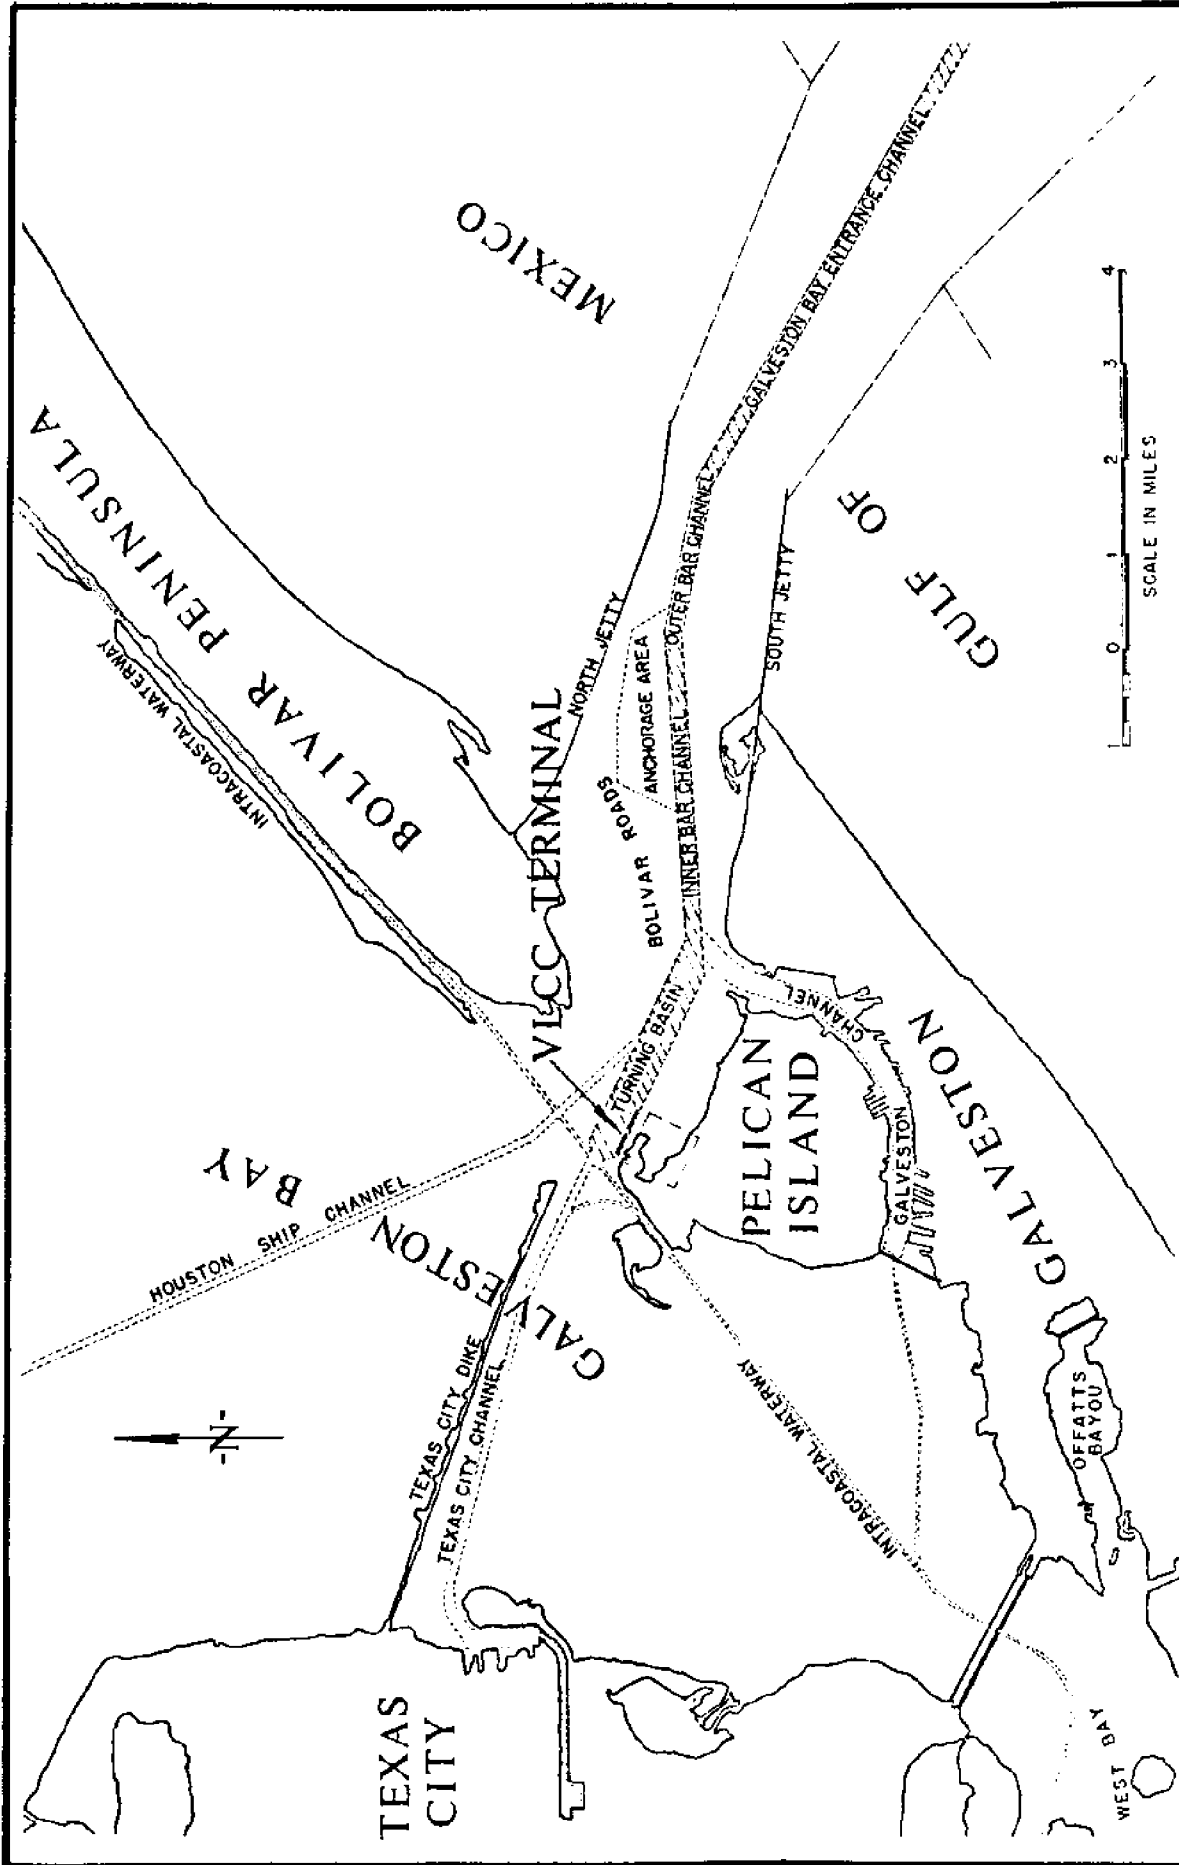 MEXICO
GULF OF
BOLIVAR PENINSULA
INTRACOASTAL WATERWAY
NORTH JETTY
SOUTH JETTY
VLCC TERMINAL
BOLIVAR ROADS
ANCHORAGE AREA
INNER BAR CHANNEL
OUTER BAR CHANNEL
GALVESTON BAY ENTRANCE CHANNEL
TURNING BASIN
HOUSTON SHIP CHANNEL
GALVESTON
BAY
TEXAS CITY DIKE
TEXAS CITY CHANNEL
TEXAS
CITY
PELICAN
ISLAND
GALVESTON CHANNEL
GALVESTON
INTRACOASTAL WATERWAY
OFFATTS
BAYOU
WEST BAY
-N-
1 0 1 2 3 4
SCALE IN MILES